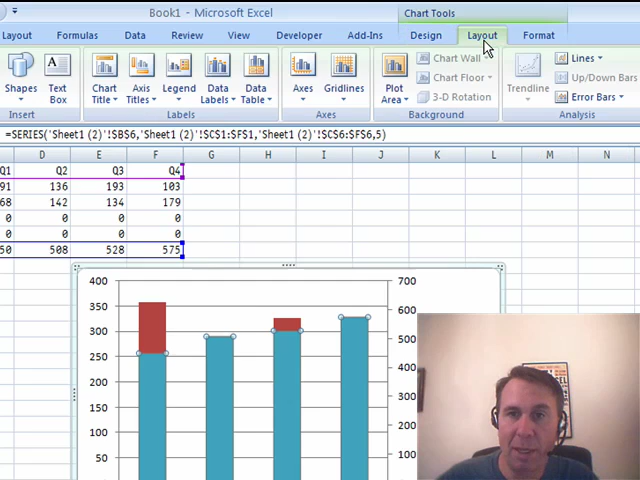 Book1 - Microsoft Excel
Chart Tools
Layout Formulas Data Review View Developer Add-Ins Design Layout Format
Shapes Text Box Chart Title Axis Titles Legend Data Labels Data Table Axes Gridlines Plot Area Chart Wall Chart Floor 3-D Rotation Trendline Lines Up/Down Bars Error Bars
Insert Labels Axes Background Analysis
=SERIES('Sheet1 (2)'!$B$6,'Sheet1 (2)'!$C$1:$F$1,'Sheet1 (2)'!$C$6:$F$6,5)
D E F G H I J K L M N
Q1 Q2 Q3 Q4
91 136 193 103
68 142 134 179
0 0 0
0 0 0
50 508 528 575
400 700
350 600
300 500
250 400
200 300
150 200
100 100
50